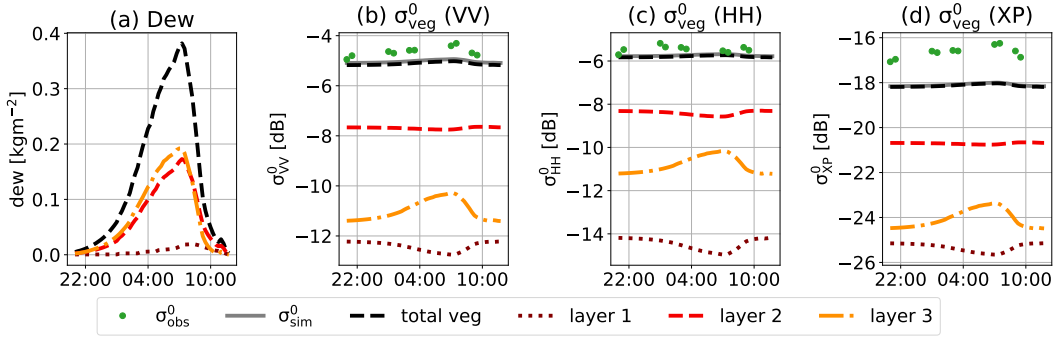 (a) Dew
dew [kgm⁻²]
0.4
0.3
0.2
0.1
0.0
22:00 04:00 10:00
(b) σ⁰veg (VV)
σ⁰VV [dB]
−4
−6
−8
−10
−12
22:00 04:00 10:00
(c) σ⁰veg (HH)
σ⁰HH [dB]
−6
−8
−10
−12
−14
22:00 04:00 10:00
(d) σ⁰veg (XP)
σ⁰XP [dB]
−16
−18
−20
−22
−24
−26
22:00 04:00 10:00
σ⁰obs σ⁰sim total veg layer 1 layer 2 layer 3